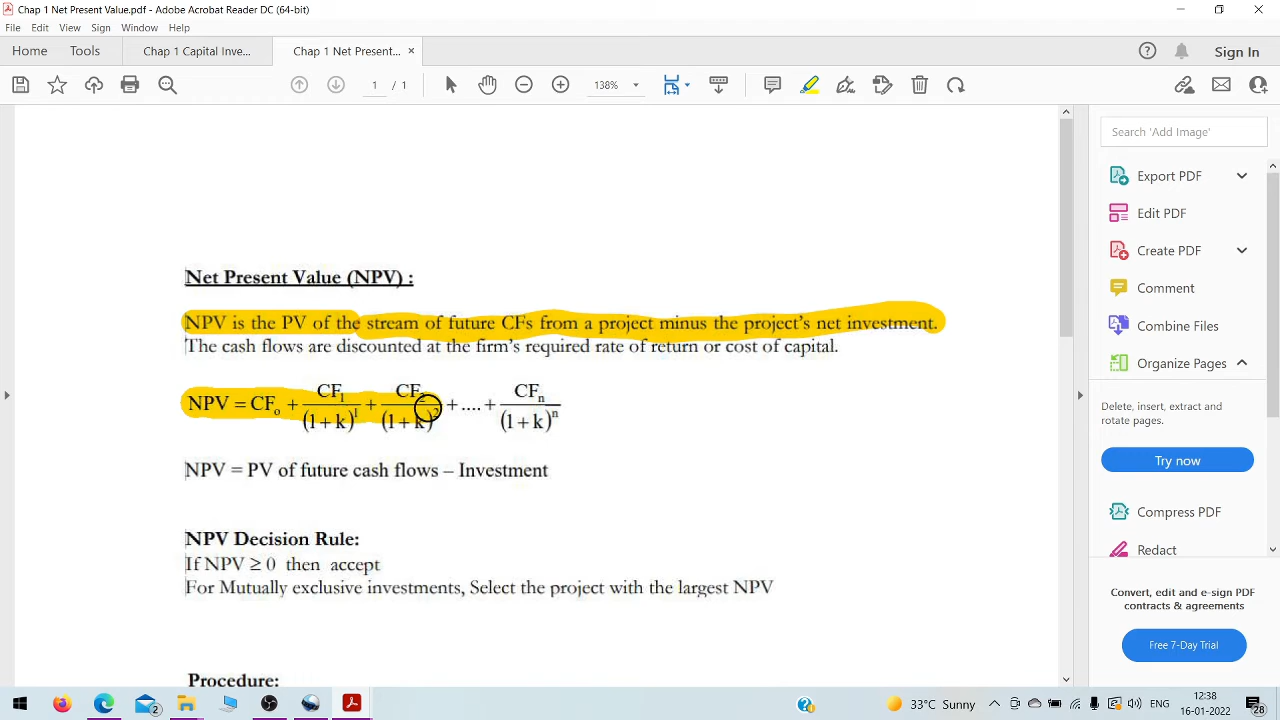 Chap 1 Net Present Value.pdf - Adobe Acrobat Reader DC (64-bit)
File Edit View Sign Window Help
Home Tools Chap 1 Capital Inve... Chap 1 Net Present... × Sign In
1 / 1 138%
Search 'Add Image'
Export PDF
Edit PDF
Create PDF
Comment
Combine Files
Organize Pages
Delete, insert, extract and
rotate pages.
Try now
Compress PDF
Redact
Convert, edit and e-sign PDF
contracts & agreements
Free 7-Day Trial
Net Present Value (NPV) :
NPV is the PV of the stream of future CFs from a project minus the project's net investment.
The cash flows are discounted at the firm's required rate of return or cost of capital.
NPV = CF₀ + CF₁/(1 + k)¹ + CF₂/(1 + k)² + .... + CFₙ/(1 + k)ⁿ
NPV = PV of future cash flows – Investment
NPV Decision Rule:
If NPV ≥ 0 then accept
For Mutually exclusive investments, Select the project with the largest NPV
Procedure:
2 33°C Sunny ENG 12:38
16-01-2022 28